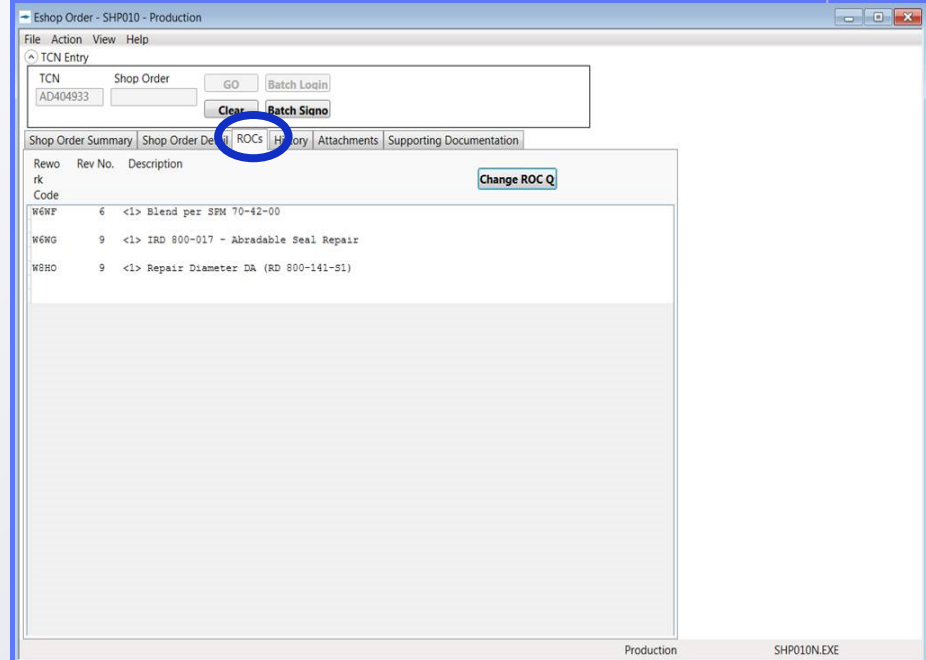 Eshop Order - SHP010 - Production
File Action View Help
TCN Entry
TCN Shop Order GO Batch Login
AD404933
Clear Batch Signo
Shop Order Summary Shop Order Detail ROCs History Attachments Supporting Documentation
Rewo Rev No. Description
rk
Code
Change ROC Q
W6WF 6 <1> Blend per SPM 70-42-00
W6WG 9 <1> IRD 800-017 - Abradable Seal Repair
W8HO 9 <1> Repair Diameter DA (RD 800-141-S1)
Production SHP010N.EXE